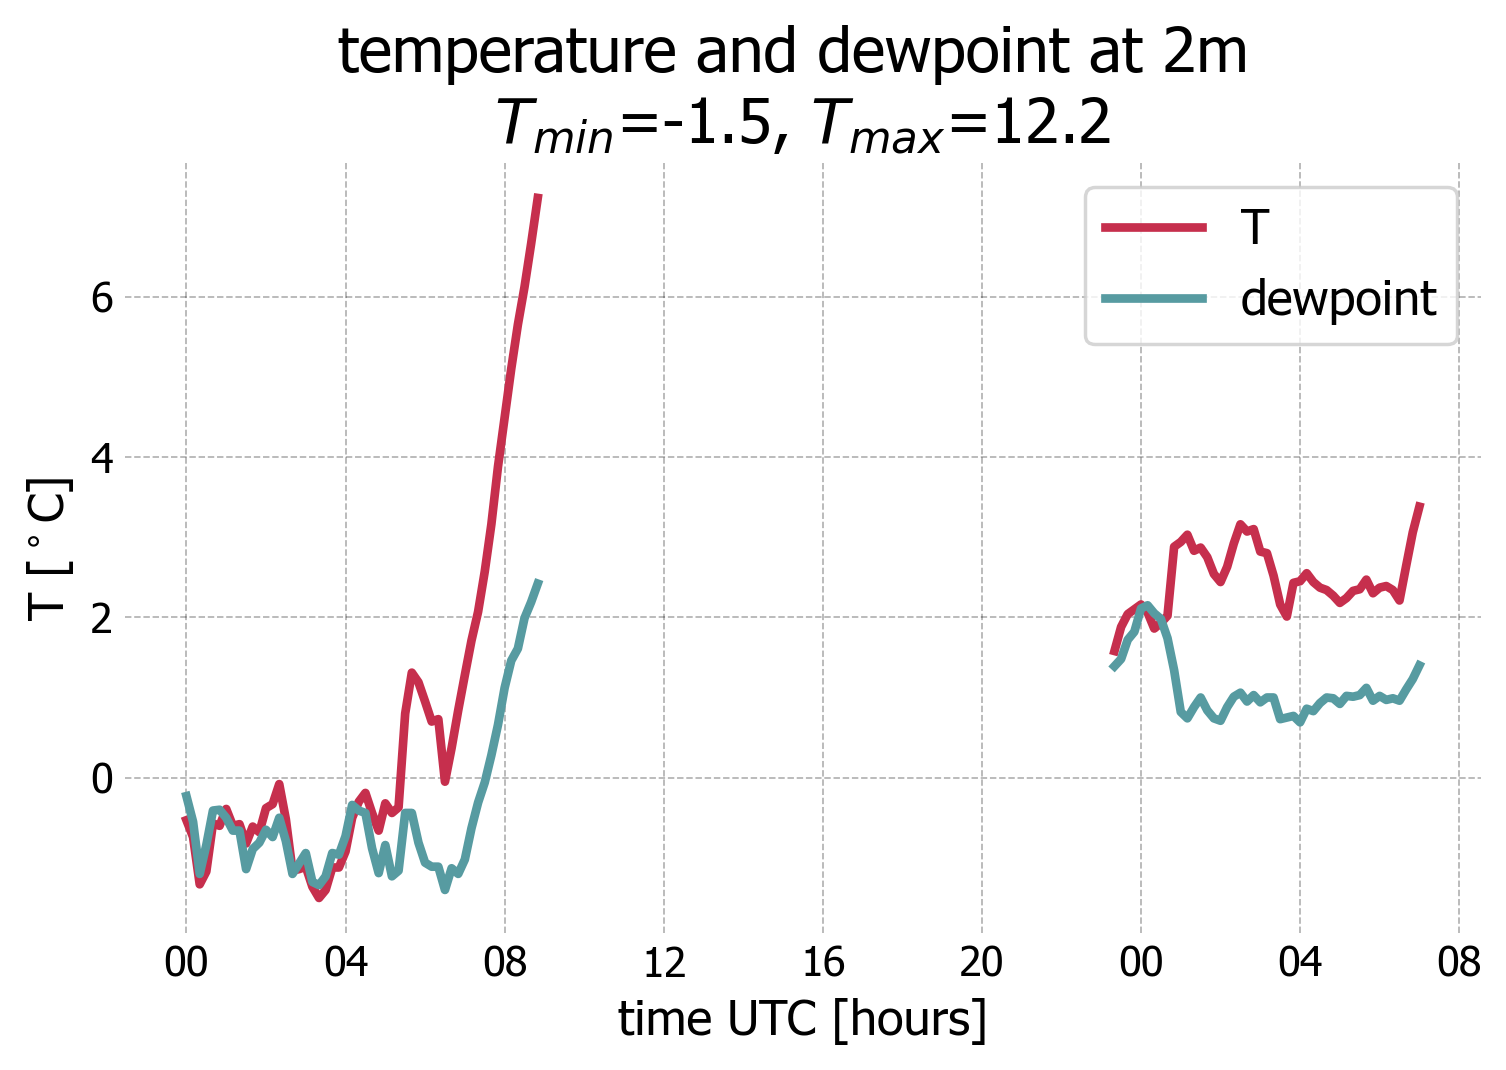 temperature and dewpoint at 2m
T_min=-1.5, T_max=12.2
T
dewpoint
6
4
2
0
T [°C]
00 04 08 12 16 20 00 04 08
time UTC [hours]